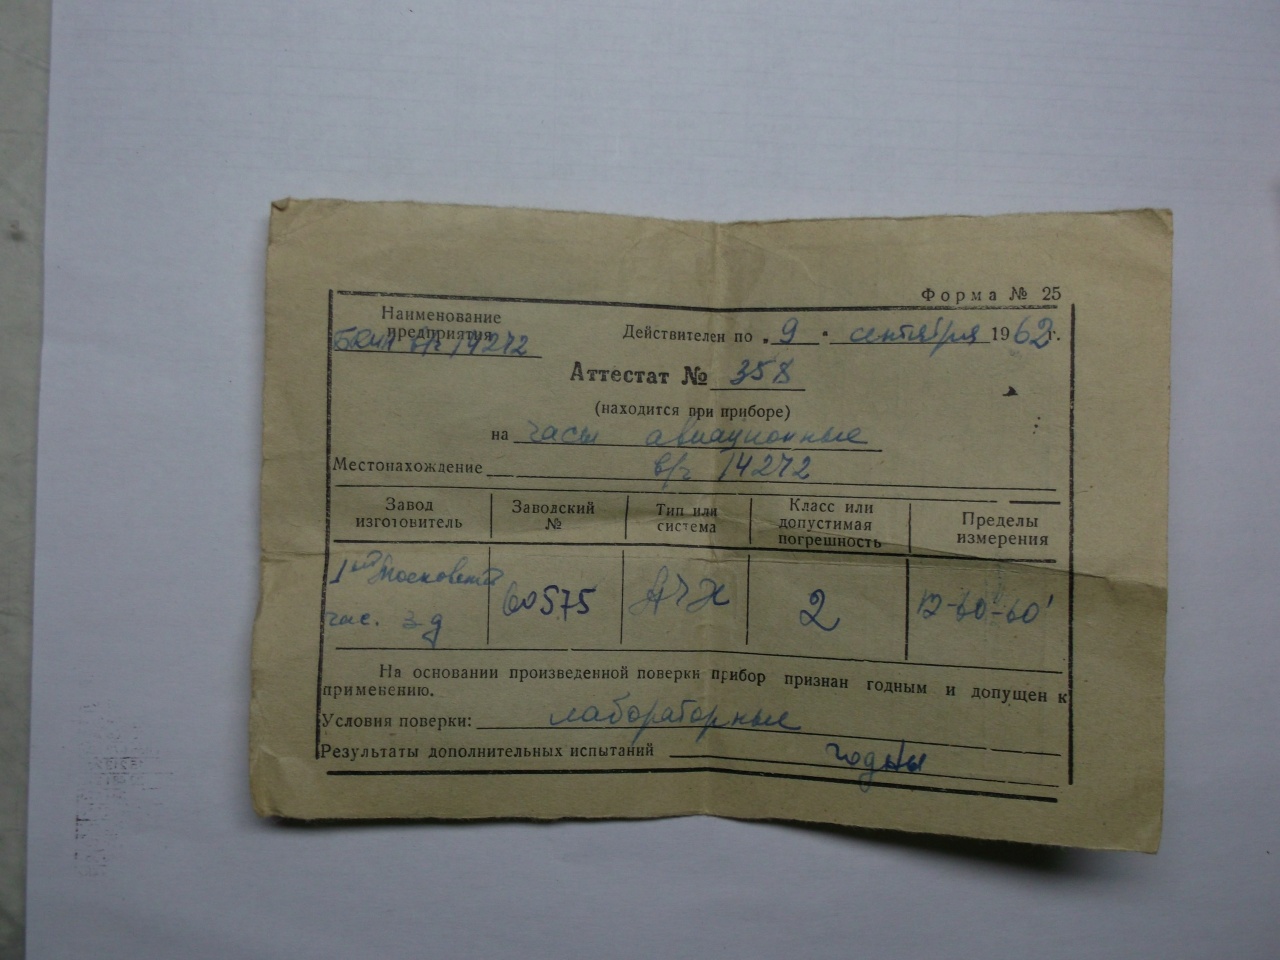 Форма № 25
Наименование
предприятия
в/ч 14272
Действителен по „ 9 " сентября 1962 г.
Аттестат № 358
(находится при приборе)
на часы авиационные
Местонахождение в/ч 14272
Завод изготовитель Заводский № Тип или система Класс или допустимая погрешность Пределы измерения
1ый Московский 60575 АЧХ 2 12-60-60'
час. з-д
На основании произведенной поверки прибор признан годным и допущен к
применению.
Условия поверки: лабораторные
Результаты дополнительных испытаний годны